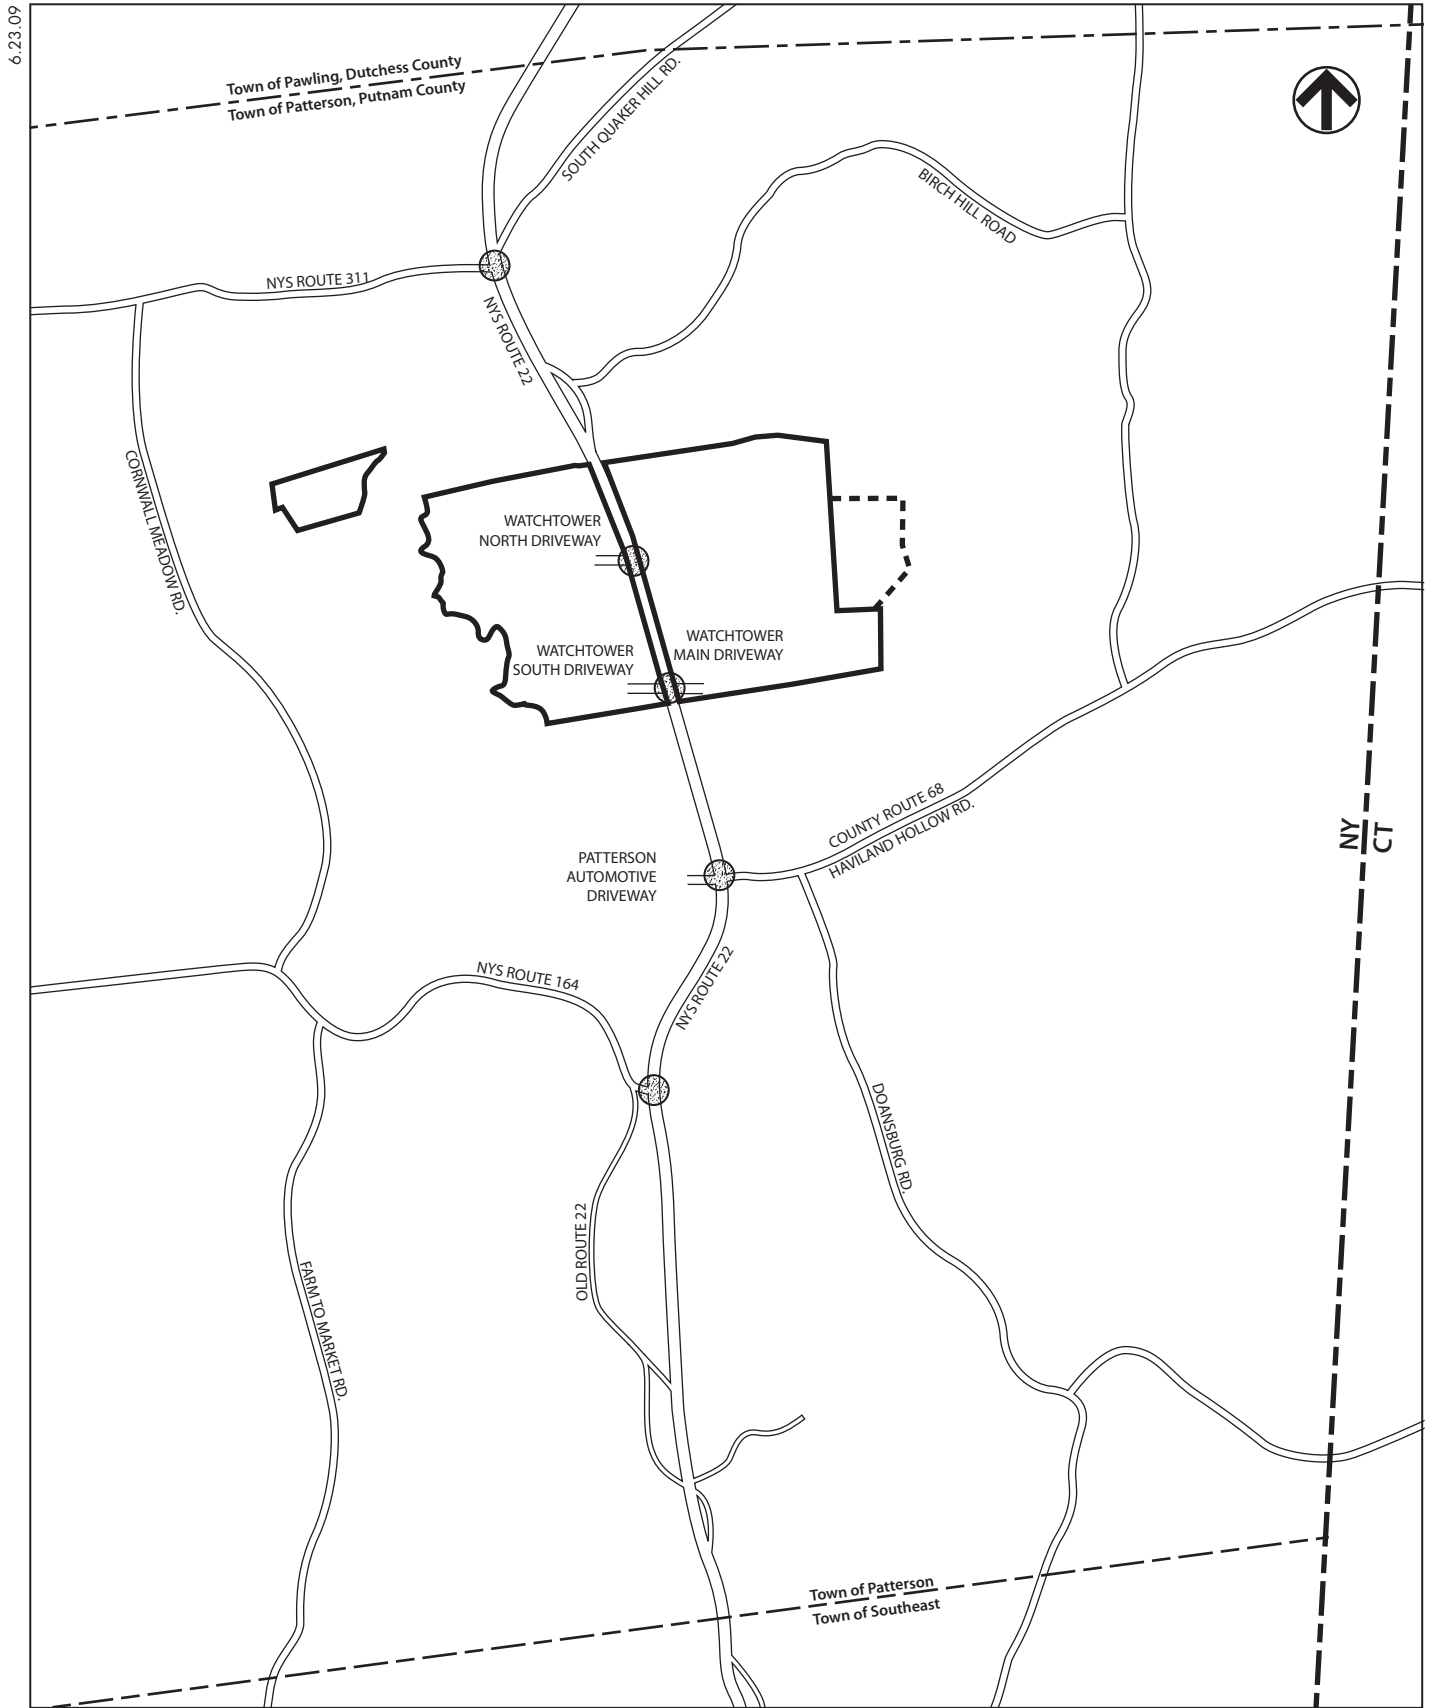 6.23.09
Town of Pawling, Dutchess County
Town of Patterson, Putnam County
SOUTH QUAKER HILL RD.
BIRCH HILL ROAD
NYS ROUTE 311
NYS ROUTE 22
CORNWALL MEADOW RD.
WATCHTOWER
NORTH DRIVEWAY
WATCHTOWER
SOUTH DRIVEWAY
WATCHTOWER
MAIN DRIVEWAY
COUNTY ROUTE 68
HAVILAND HOLLOW RD.
NY
CT
PATTERSON
AUTOMOTIVE
DRIVEWAY
NYS ROUTE 164
NYS ROUTE 22
DOANSBURG RD.
OLD ROUTE 22
FARM TO MARKET RD.
Town of Patterson
Town of Southeast